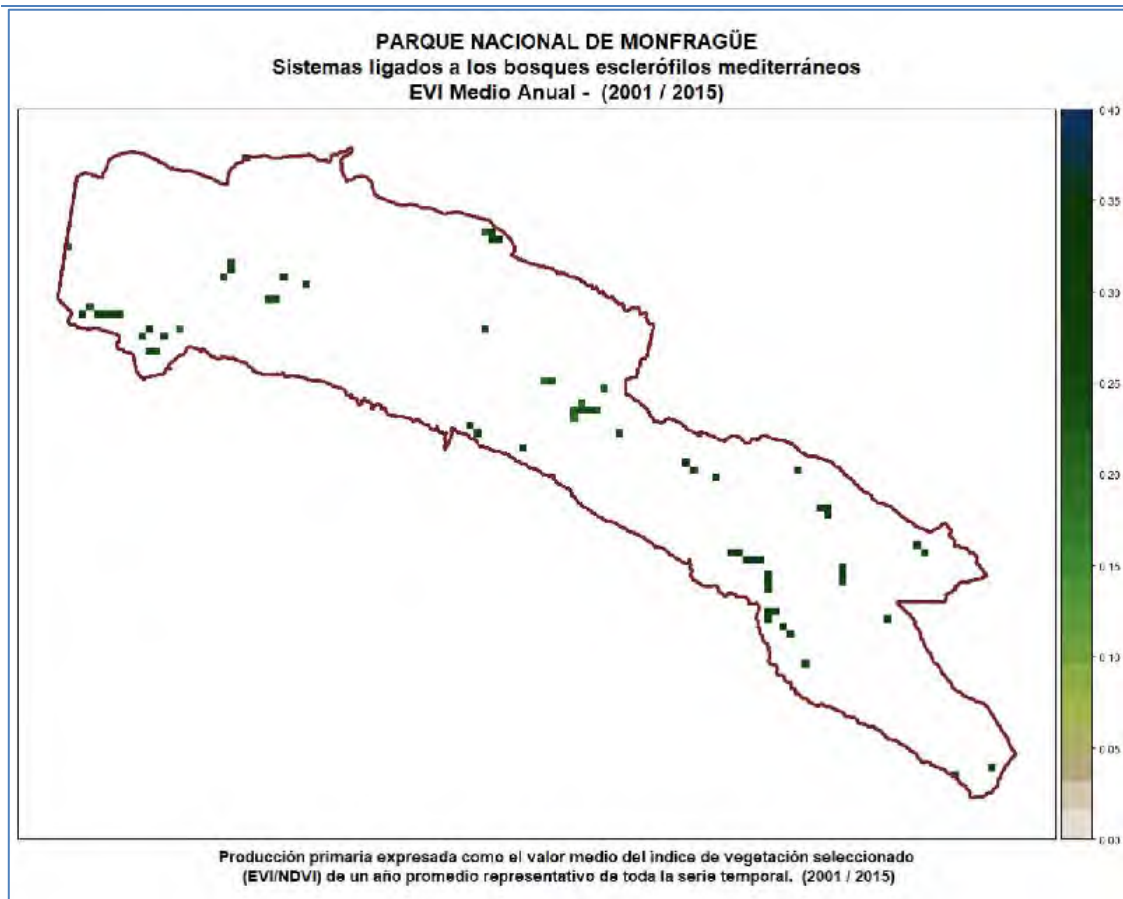 PARQUE NACIONAL DE MONFRAGÜE
Sistemas ligados a los bosques esclerófilos mediterráneos
EVI Medio Anual - (2001 / 2015)
0.40
0.35
0.30
0.25
0.20
0.15
0.10
0.05
0.00
Producción primaria expresada como el valor medio del índice de vegetación seleccionado
(EVI/NDVI) de un año promedio representativo de toda la serie temporal. (2001 / 2015)